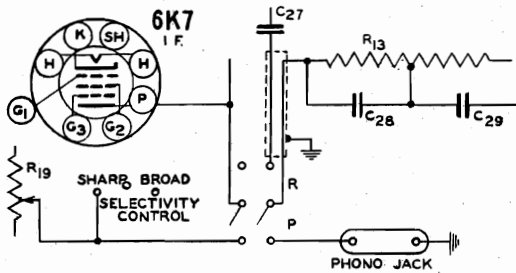 6K7
I F.
K
SH
H
H
G1
P
G3
G2
C27
R13
C28
C29
R19
SHARP BROAD
SELECTIVITY
CONTROL
R
P
PHONO JACK